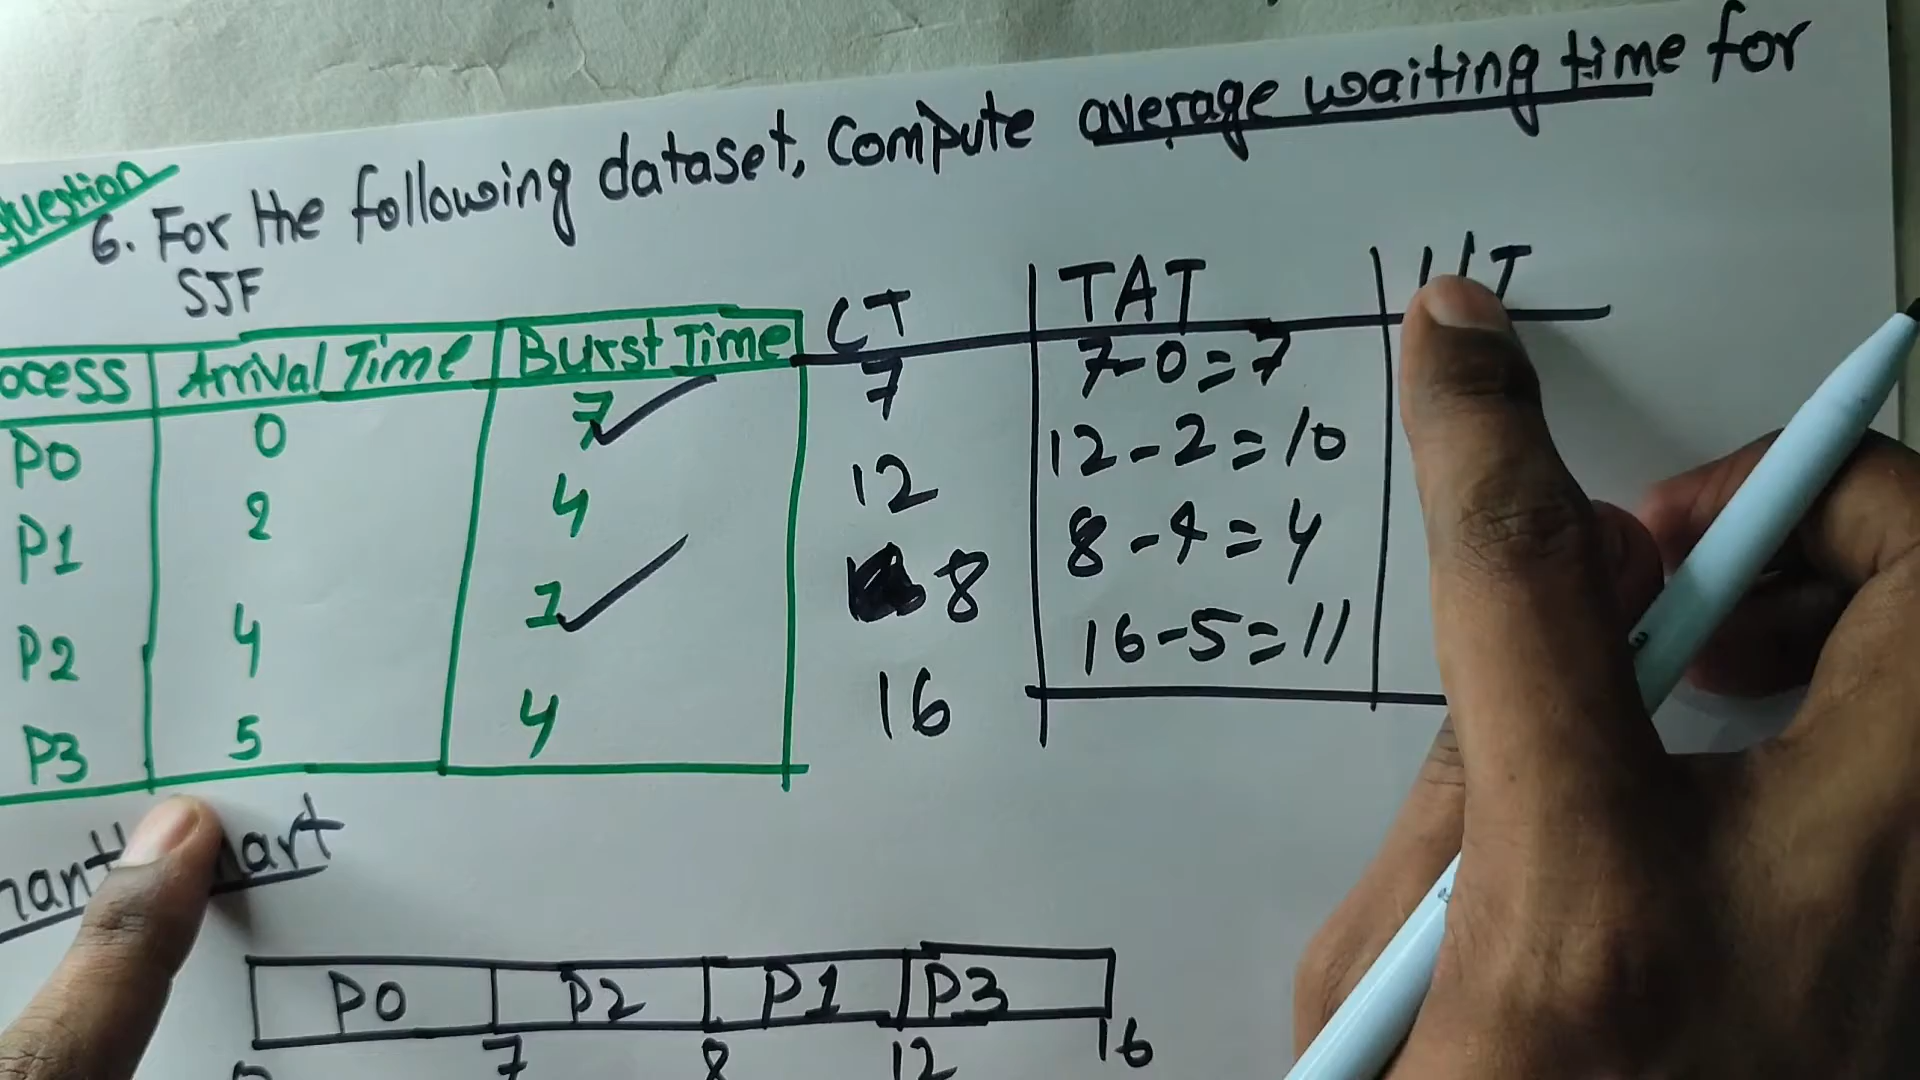 Question
6. For the following dataset, compute average waiting time for
SJF
ocess Arrival Time Burst Time CT TAT WT
P0 0 7 7 7-0=7
P1 2 4 12 12-2=10
P2 4 1 8 8-4=4
P3 5 4 16 16-5=11
P0 P2 P1 P3
7 8 12 16